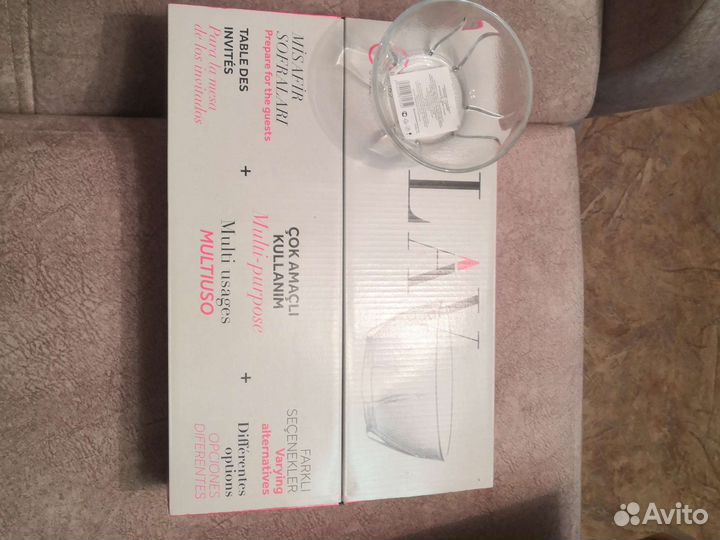 MİSAFİR
SOFRALARI
Prepare for the guests
TABLE DES
INVITÉS
Para la mesa
de los invitados
+
ÇOK AMAÇLI
KULLANIM
Multi-purpose
Multi usages
MULTIUSO
+
FARKLI
SEÇENEKLER
Varying
alternatives
Différentes
options
OPCIONES
DIFERENTES
LAV
Avito